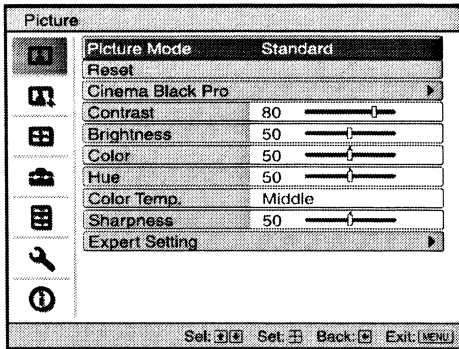 Picture
Picture Mode Standard
Reset
Cinema Black Pro
Contrast 80
Brightness 50
Color 50
Hue 50
Color Temp. Middle
Sharpness 50
Expert Setting
Sel: Set: Back: Exit: MENU